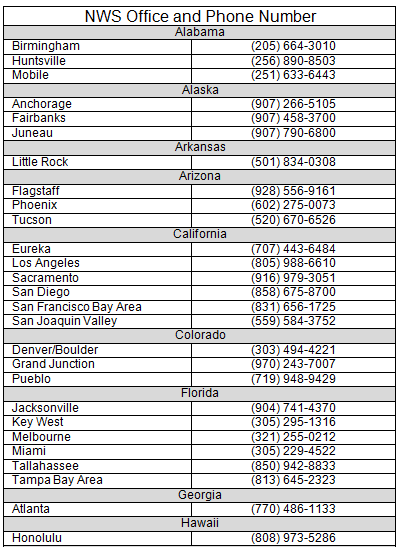 NWS Office and Phone Number
Alabama
Birmingham (205) 664-3010
Huntsville (256) 890-8503
Mobile (251) 633-6443
Alaska
Anchorage (907) 266-5105
Fairbanks (907) 458-3700
Juneau (907) 790-6800
Arkansas
Little Rock (501) 834-0308
Arizona
Flagstaff (928) 556-9161
Phoenix (602) 275-0073
Tucson (520) 670-6526
California
Eureka (707) 443-6484
Los Angeles (805) 988-6610
Sacramento (916) 979-3051
San Diego (858) 675-8700
San Francisco Bay Area (831) 656-1725
San Joaquin Valley (559) 584-3752
Colorado
Denver/Boulder (303) 494-4221
Grand Junction (970) 243-7007
Pueblo (719) 948-9429
Florida
Jacksonville (904) 741-4370
Key West (305) 295-1316
Melbourne (321) 255-0212
Miami (305) 229-4522
Tallahassee (850) 942-8833
Tampa Bay Area (813) 645-2323
Georgia
Atlanta (770) 486-1133
Hawaii
Honolulu (808) 973-5286